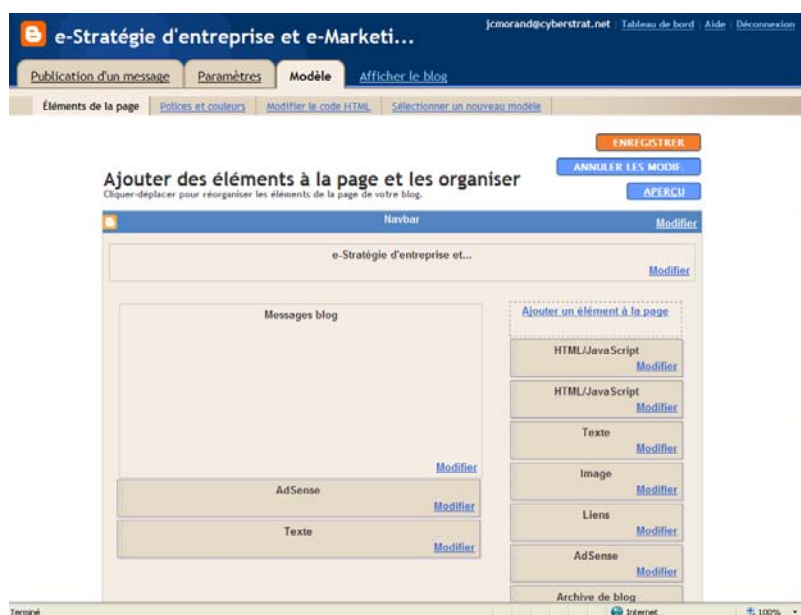 jcmorand@cyberstrat.net | Tableau de bord | Aide | Déconnexion
e-Stratégie d'entreprise et e-Marketi...
Publication d'un message Paramètres Modèle Afficher le blog
Éléments de la page Polices et couleurs Modifier le code HTML Sélectionner un nouveau modèle
ENREGISTRER
ANNULER LES MODIF.
APERÇU
Ajouter des éléments à la page et les organiser
Cliquer-déplacer pour réorganiser les éléments de la page de votre blog.
Navbar
Modifier
e-Stratégie d'entreprise et...
Modifier
Messages blog
Modifier
AdSense
Modifier
Texte
Modifier
Ajouter un élément à la page
HTML/JavaScript
Modifier
HTML/JavaScript
Modifier
Texte
Modifier
Image
Modifier
Liens
Modifier
AdSense
Modifier
Archive de blog
Terminé Internet 100%